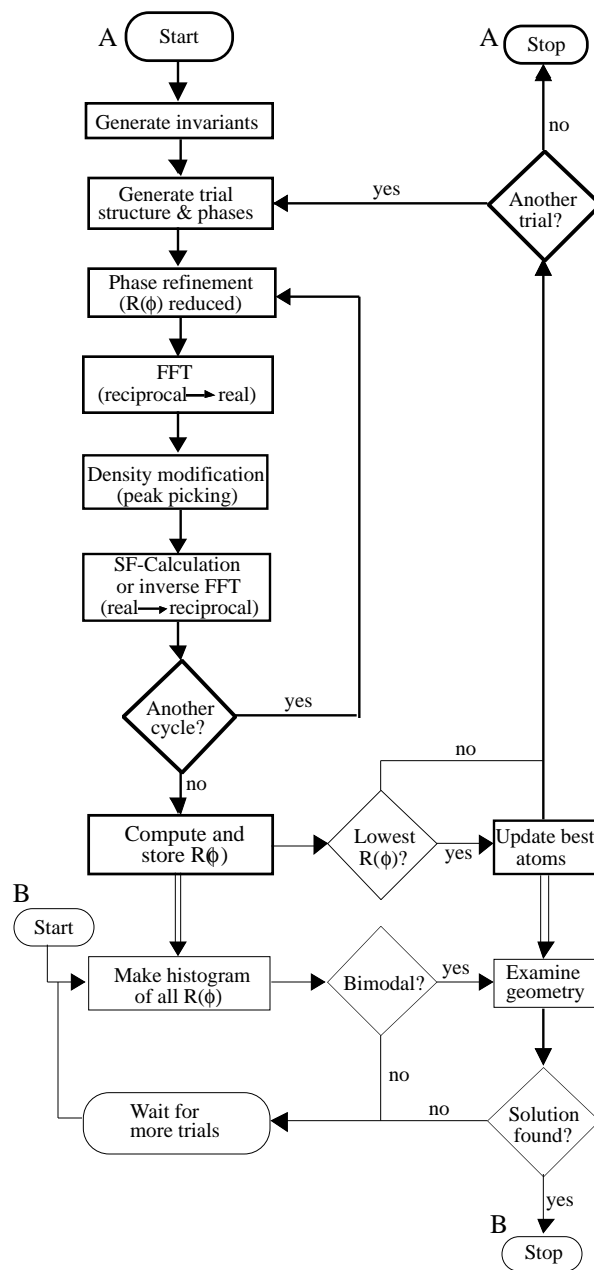 A
Start
Generate invariants
Generate trial
structure & phases
Phase refinement
(R(ϕ) reduced)
FFT
(reciprocal→real)
Density modification
(peak picking)
SF-Calculation
or inverse FFT
(real→reciprocal)
Another
cycle?
yes
no
Compute and
store R(ϕ)
Lowest
R(ϕ)?
no
yes
Update best
atoms
Another
trial?
yes
no
A
Stop
B
Start
Make histogram
of all R(ϕ)
Bimodal?
yes
no
Examine
geometry
Solution
found?
no
yes
Wait for
more trials
B
Stop